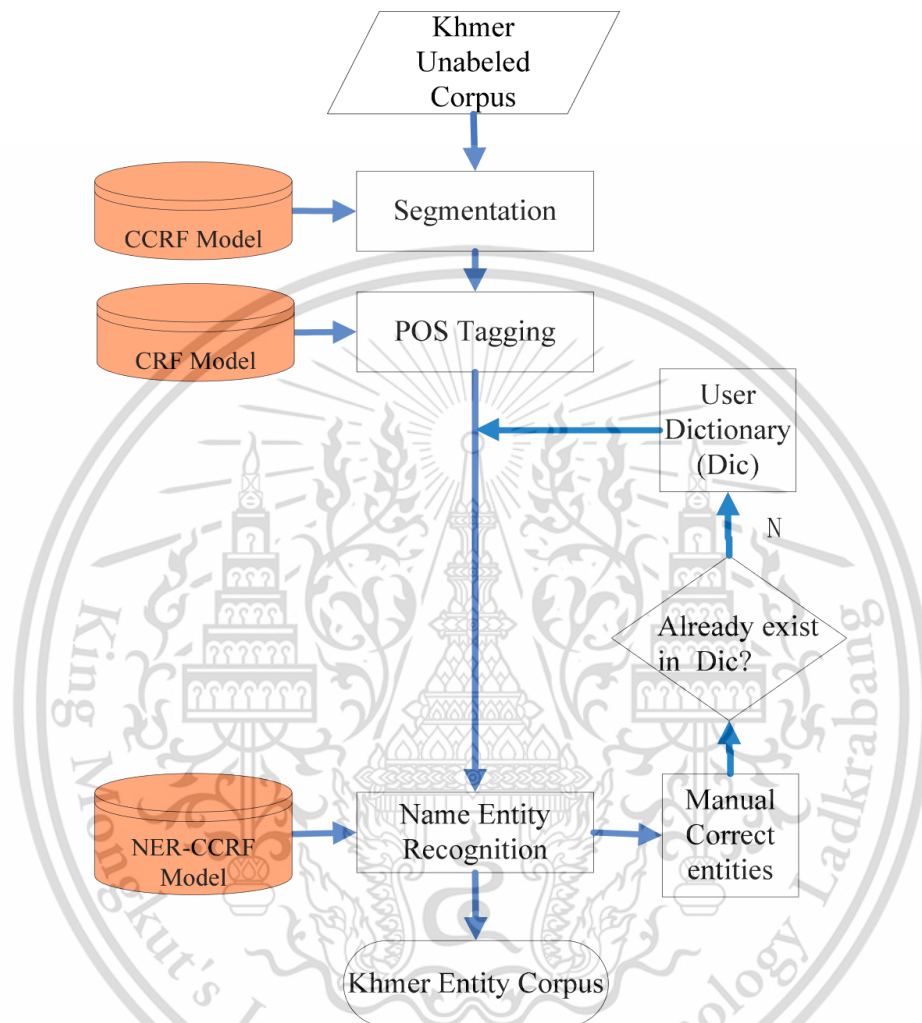 Khmer
Unabeled
Corpus
Segmentation
CCRF Model
POS Tagging
CRF Model
User
Dictionary
(Dic)
N
Already exist
in Dic?
Manual
Correct
entities
Name Entity
Recognition
NER-CCRF
Model
Khmer Entity Corpus
King Mongkut's
nology Ladkrabang